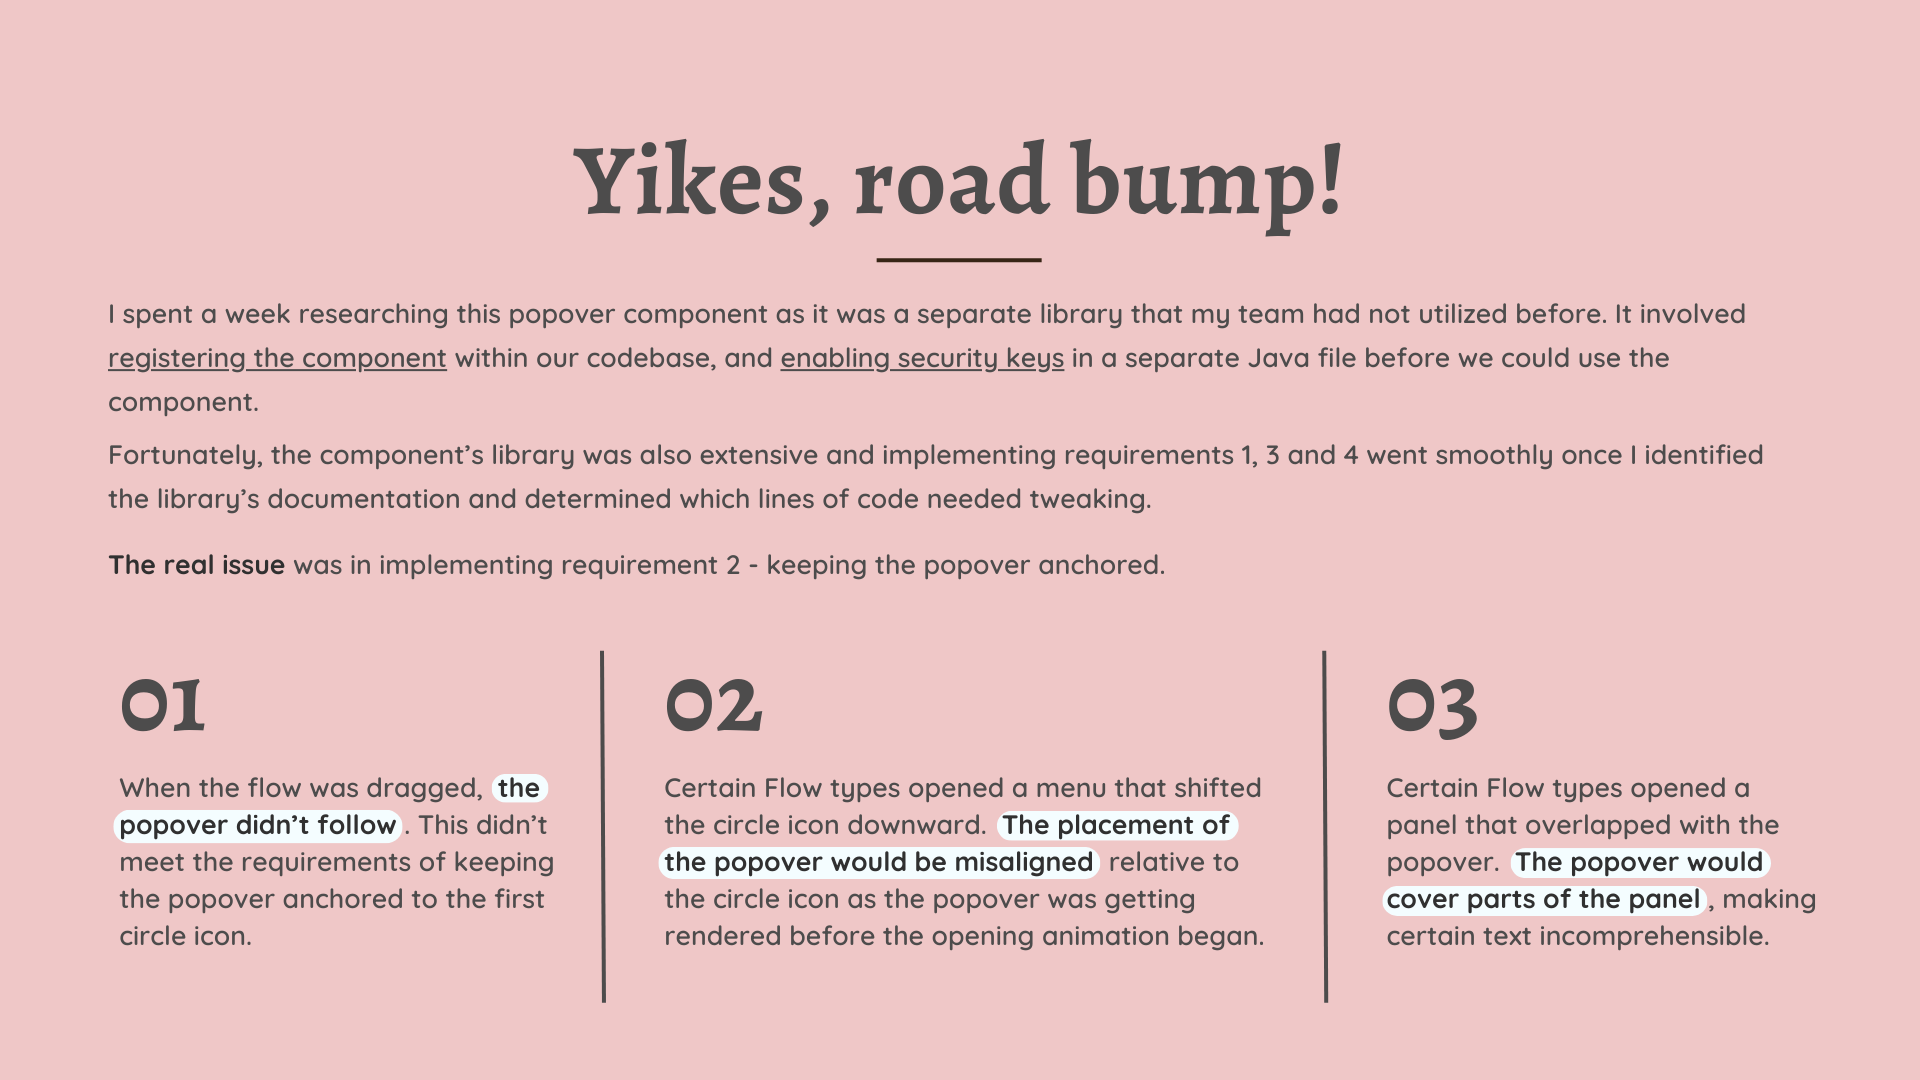 Yikes, road bump!
I spent a week researching this popover component as it was a separate library that my team had not utilized before. It involved
registering the component within our codebase, and enabling security keys in a separate Java file before we could use the
component.
Fortunately, the component’s library was also extensive and implementing requirements 1, 3 and 4 went smoothly once I identified
the library’s documentation and determined which lines of code needed tweaking.
The real issue was in implementing requirement 2 - keeping the popover anchored.
01
When the flow was dragged, the
popover didn’t follow. This didn’t
meet the requirements of keeping
the popover anchored to the first
circle icon.
02
Certain Flow types opened a menu that shifted
the circle icon downward. The placement of
the popover would be misaligned relative to
the circle icon as the popover was getting
rendered before the opening animation began.
03
Certain Flow types opened a
panel that overlapped with the
popover. The popover would
cover parts of the panel, making
certain text incomprehensible.